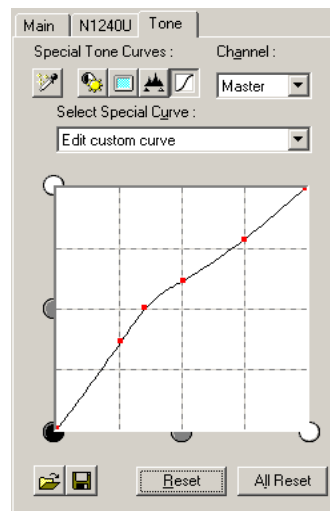 Main N1240U Tone
Special Tone Curves : Channel :
Master
Select Special Curve :
Edit custom curve
Reset All Reset